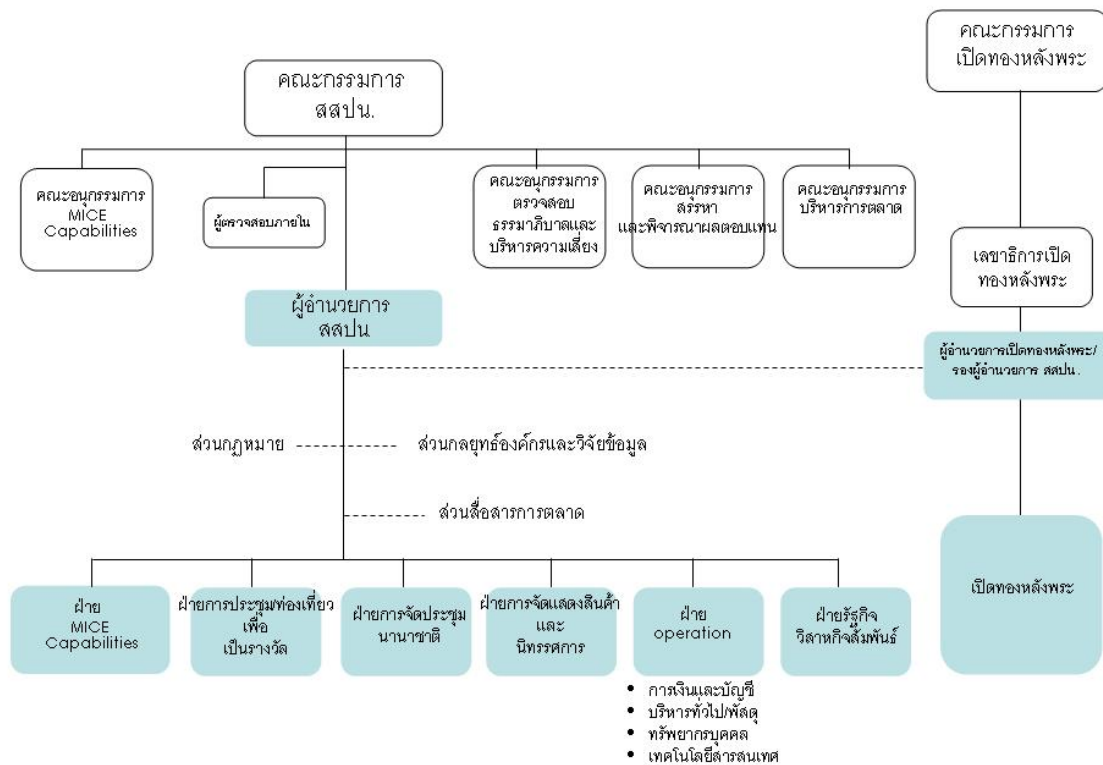 คณะกรรมการ
สสปน.
คณะกรรมการ
เปิดทองหลังพระ
คณะอนุกรรมการ
MICE
Capabilities
ผู้ตรวจสอบภายใน
คณะอนุกรรมการ
ตรวจสอบ
ธรรมาภิบาลและ
บริหารความเสี่ยง
คณะอนุกรรมการ
สรรหา
และพิจารณาผลตอบแทน
คณะอนุกรรมการ
บริหารการตลาด
เลขาธิการเปิด
ทองหลังพระ
ผู้อำนวยการ
สสปน
ผู้อำนวยการเปิดทองหลังพระ/
รองผู้อำนวยการ สสปน.
ส่วนกฎหมาย
ส่วนกลยุทธ์องค์กรและวิจัยข้อมูล
ส่วนสื่อสารการตลาด
ฝ่าย
MICE
Capabilities
ฝ่ายการประชุม/ท่องเที่ยว
เพื่อ
เป็นรางวัล
ฝ่ายการจัดประชุม
นานาชาติ
ฝ่ายการจัดแสดงสินค้า
และ
นิทรรศการ
ฝ่าย
operation
ฝ่ายรัฐกิจ
วิสาหกิจสัมพันธ์
เปิดทองหลังพระ
• การเงินและบัญชี
• บริหารทั่วไป/พัสดุ
• ทรัพยากรบุคคล
• เทคโนโลยีสารสนเทศ